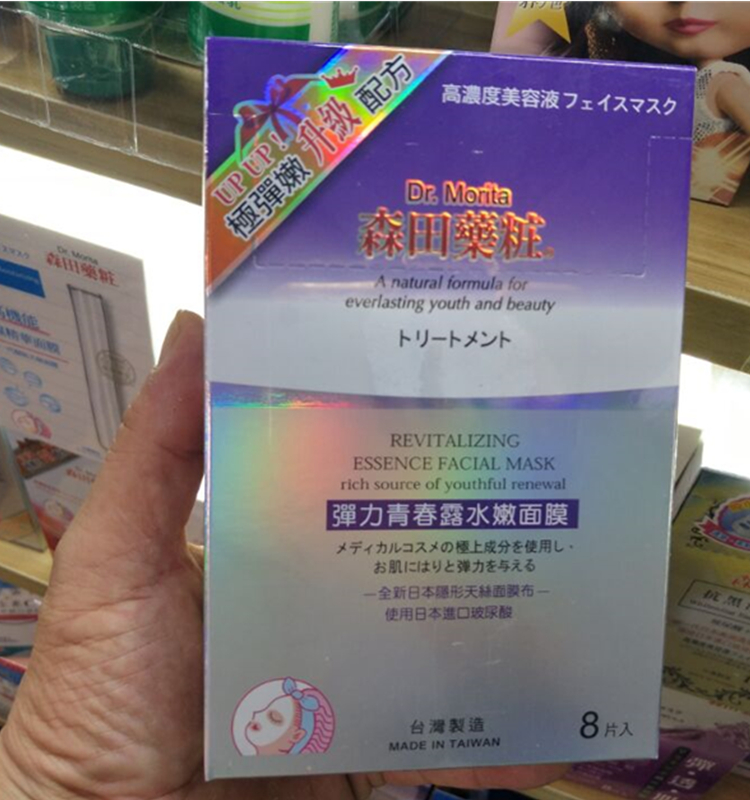 高濃度美容液フェイスマスク
UP UP!升級配方
極彈嫩
Dr. Morita
森田藥粧
A natural formula for
everlasting youth and beauty
トリートメント
REVITALIZING
ESSENCE FACIAL MASK
rich source of youthful renewal
彈力青春露水嫩面膜
メディカルコスメの極上成分を使用し・
お肌にはりと弾力を与える
—全新日本隱形天絲面膜布—
使用日本進口玻尿酸
台灣製造
MADE IN TAIWAN
8片入
Dr. Morita
森田藥粧